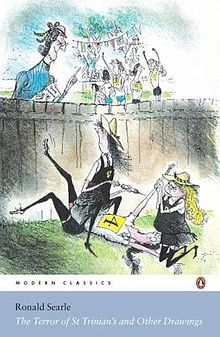 MODERN CLASSICS
Ronald Searle
The Terror of St Trinian's and Other Drawings